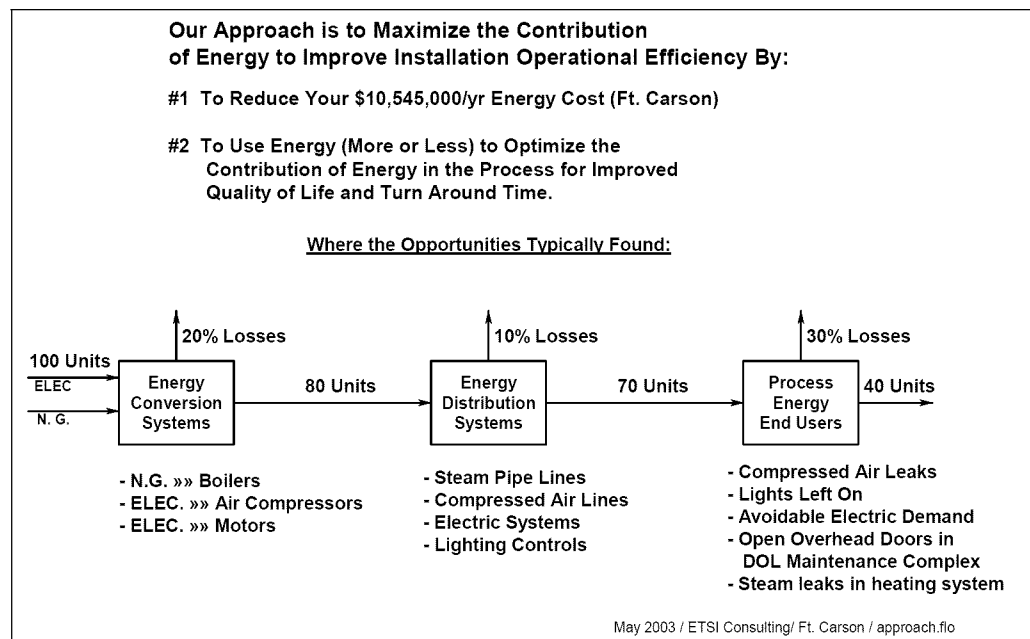 Our Approach is to Maximize the Contribution
of Energy to Improve Installation Operational Efficiency By:
#1 To Reduce Your $10,545,000/yr Energy Cost (Ft. Carson)
#2 To Use Energy (More or Less) to Optimize the
Contribution of Energy in the Process for Improved
Quality of Life and Turn Around Time.
Where the Opportunities Typically Found:
20% Losses
10% Losses
30% Losses
100 Units
ELEC
N. G.
Energy
Conversion
Systems
80 Units
Energy
Distribution
Systems
70 Units
Process
Energy
End Users
40 Units
- N.G. »» Boilers
- ELEC. »» Air Compressors
- ELEC. »» Motors
- Steam Pipe Lines
- Compressed Air Lines
- Electric Systems
- Lighting Controls
- Compressed Air Leaks
- Lights Left On
- Avoidable Electric Demand
- Open Overhead Doors in
DOL Maintenance Complex
- Steam leaks in heating system
May 2003 / ETSI Consulting/ Ft. Carson / approach.flo